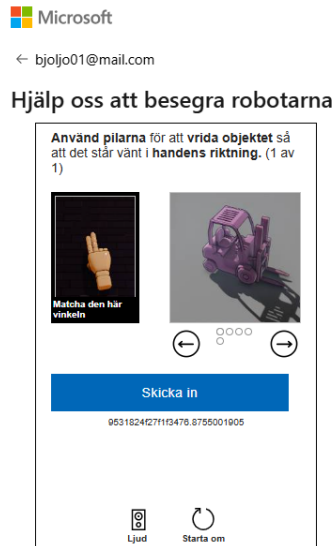 Microsoft
← bjoljo01@mail.com
Hjälp oss att besegra robotarna
Använd pilarna för att vrida objektet så
att det står vänt i handens riktning. (1 av
1)
Matcha den här
vinkeln
Skicka in
9531824f27f1f3476.8755001905
Ljud
Starta om